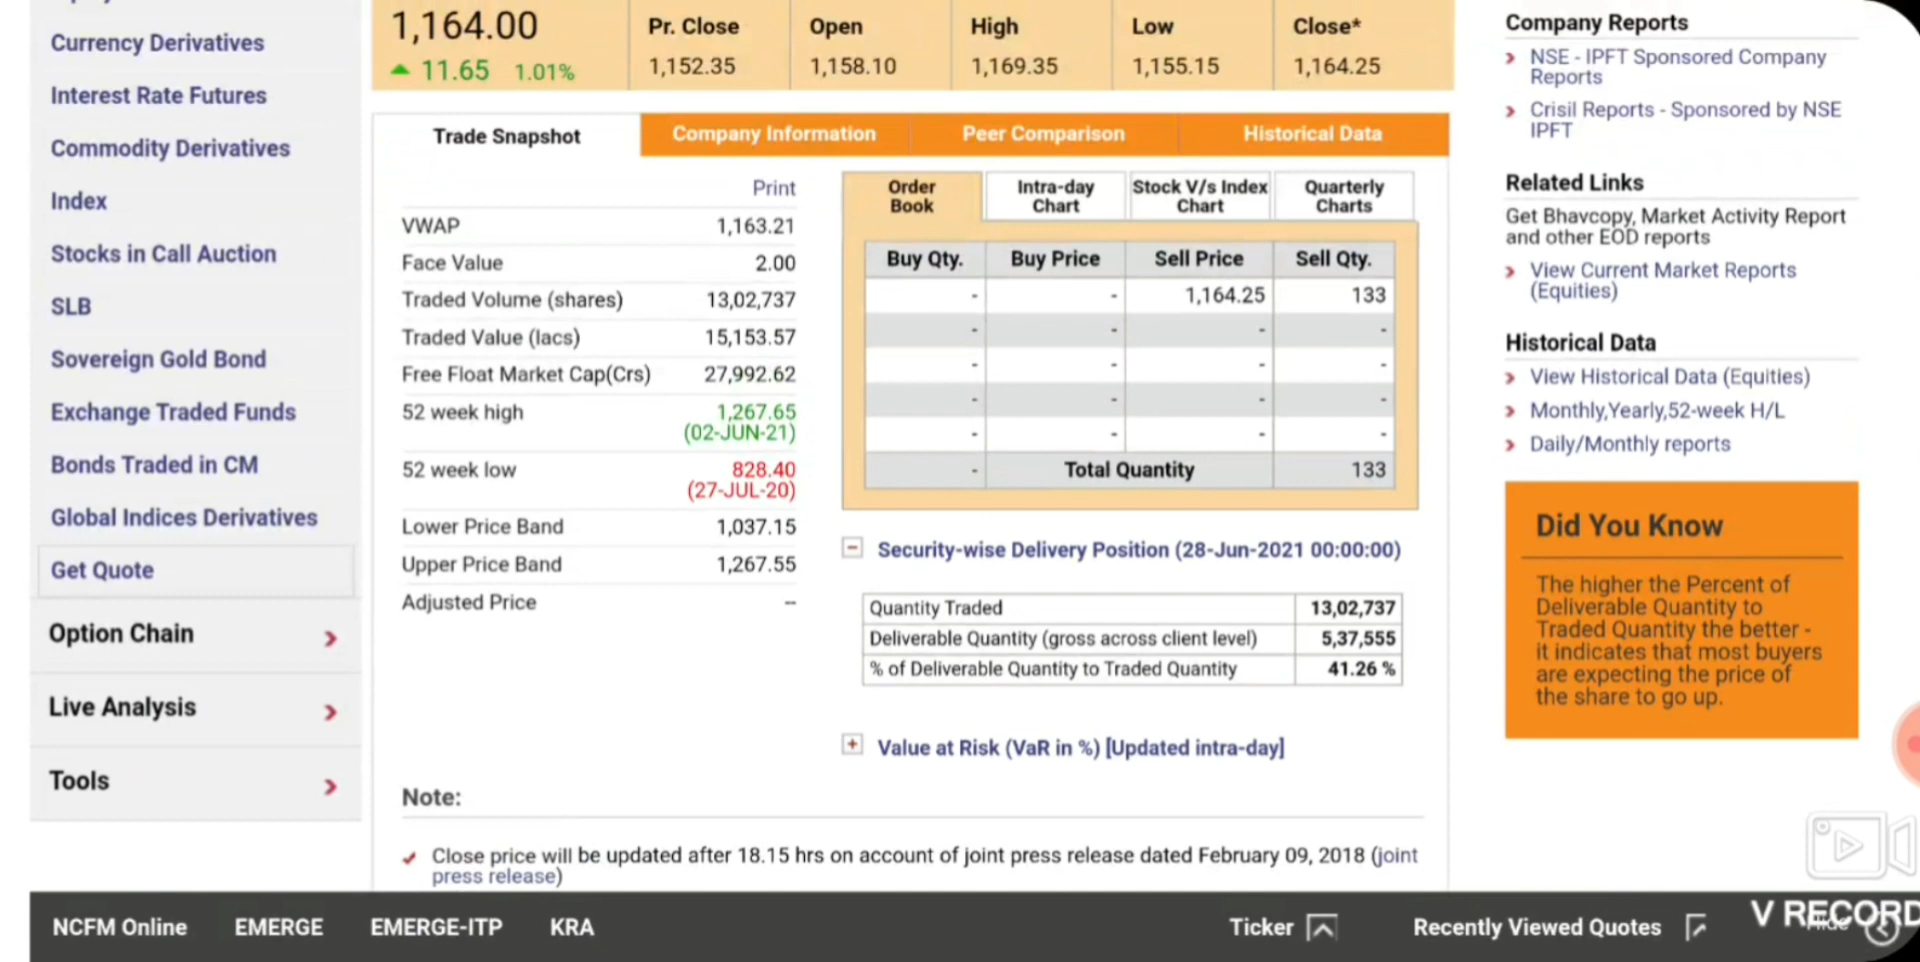 Currency Derivatives
Interest Rate Futures
Commodity Derivatives
Index
Stocks in Call Auction
SLB
Sovereign Gold Bond
Exchange Traded Funds
Bonds Traded in CM
Global Indices Derivatives
Get Quote
Option Chain
Live Analysis
Tools
1,164.00
11.65 1.01%
Pr. Close Open High Low Close*
1,152.35 1,158.10 1,169.35 1,155.15 1,164.25
Trade Snapshot Company Information Peer Comparison Historical Data
Print
VWAP 1,163.21
Face Value 2.00
Traded Volume (shares) 13,02,737
Traded Value (lacs) 15,153.57
Free Float Market Cap(Crs) 27,992.62
52 week high 1,267.65
(02-JUN-21)
52 week low 828.40
(27-JUL-20)
Lower Price Band 1,037.15
Upper Price Band 1,267.55
Adjusted Price --
Order Intra-day Stock V/s Index Quarterly
Book Chart Chart Charts
Buy Qty. Buy Price Sell Price Sell Qty.
- - 1,164.25 133
- - - -
- - - -
- - - -
- - - -
- Total Quantity 133
Security-wise Delivery Position (28-Jun-2021 00:00:00)
Quantity Traded 13,02,737
Deliverable Quantity (gross across client level) 5,37,555
% of Deliverable Quantity to Traded Quantity 41.26 %
Value at Risk (VaR in %) [Updated intra-day]
Note:
Close price will be updated after 18.15 hrs on account of joint press release dated February 09, 2018 (joint
press release)
Company Reports
NSE - IPFT Sponsored Company
Reports
Crisil Reports - Sponsored by NSE
IPFT
Related Links
Get Bhavcopy, Market Activity Report
and other EOD reports
View Current Market Reports
(Equities)
Historical Data
View Historical Data (Equities)
Monthly,Yearly,52-week H/L
Daily/Monthly reports
Did You Know
The higher the Percent of
Deliverable Quantity to
Traded Quantity the better -
it indicates that most buyers
are expecting the price of
the share to go up.
NCFM Online EMERGE EMERGE-ITP KRA Ticker Recently Viewed Quotes Hide
V RECORD